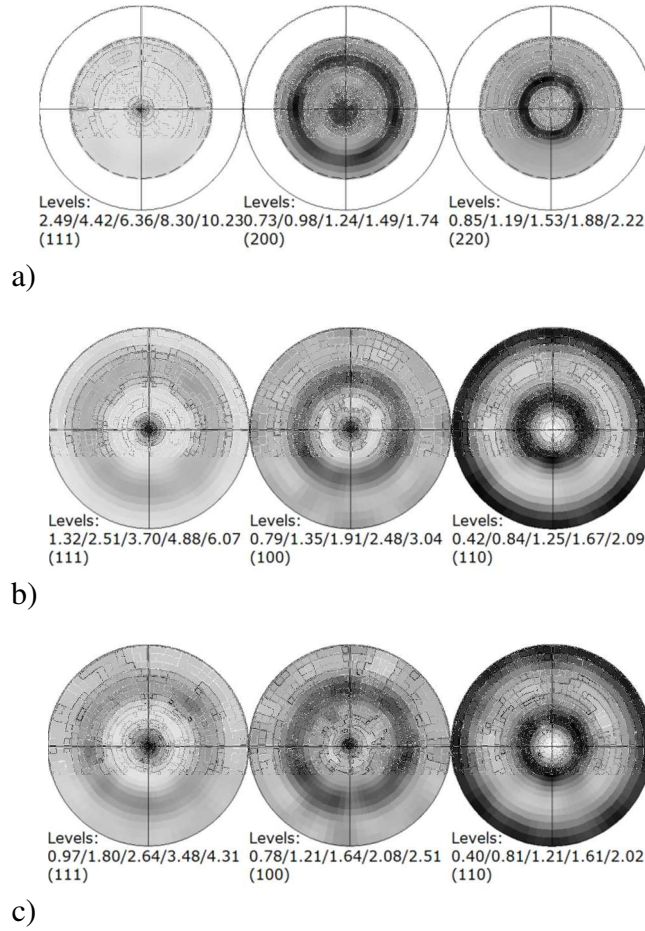 Levels:
2.49/4.42/6.36/8.30/10.23
(111)
Levels:
0.73/0.98/1.24/1.49/1.74
(200)
Levels:
0.85/1.19/1.53/1.88/2.22
(220)
a)
Levels:
1.32/2.51/3.70/4.88/6.07
(111)
Levels:
0.79/1.35/1.91/2.48/3.04
(100)
Levels:
0.42/0.84/1.25/1.67/2.09
(110)
b)
Levels:
0.97/1.80/2.64/3.48/4.31
(111)
Levels:
0.78/1.21/1.64/2.08/2.51
(100)
Levels:
0.40/0.81/1.21/1.61/2.02
(110)
c)